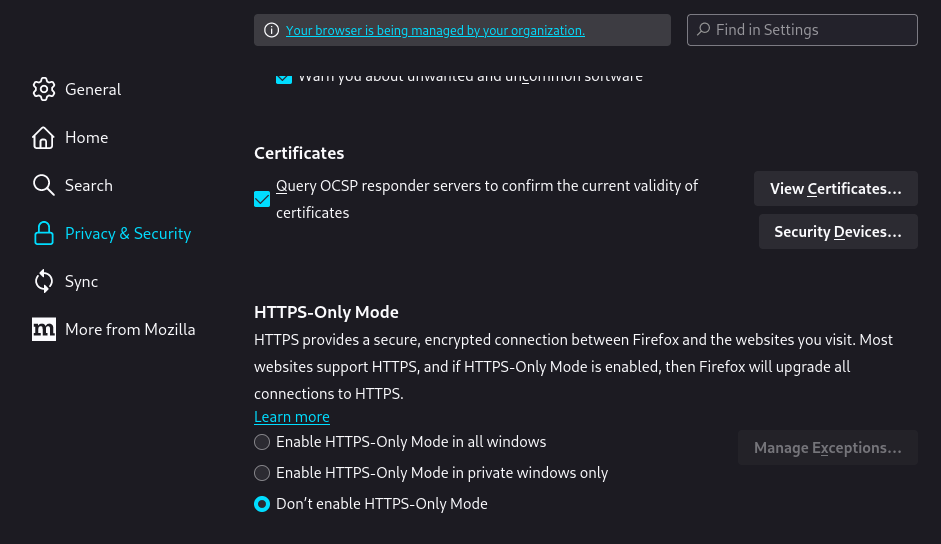 Your browser is being managed by your organization.
Find in Settings
General
Home
Search
Privacy & Security
Sync
m More from Mozilla
Warn you about unwanted and uncommon software
Certificates
Query OCSP responder servers to confirm the current validity of
certificates
View Certificates…
Security Devices…
HTTPS-Only Mode
HTTPS provides a secure, encrypted connection between Firefox and the websites you visit. Most
websites support HTTPS, and if HTTPS-Only Mode is enabled, then Firefox will upgrade all
connections to HTTPS.
Learn more
Enable HTTPS-Only Mode in all windows
Manage Exceptions…
Enable HTTPS-Only Mode in private windows only
Don’t enable HTTPS-Only Mode